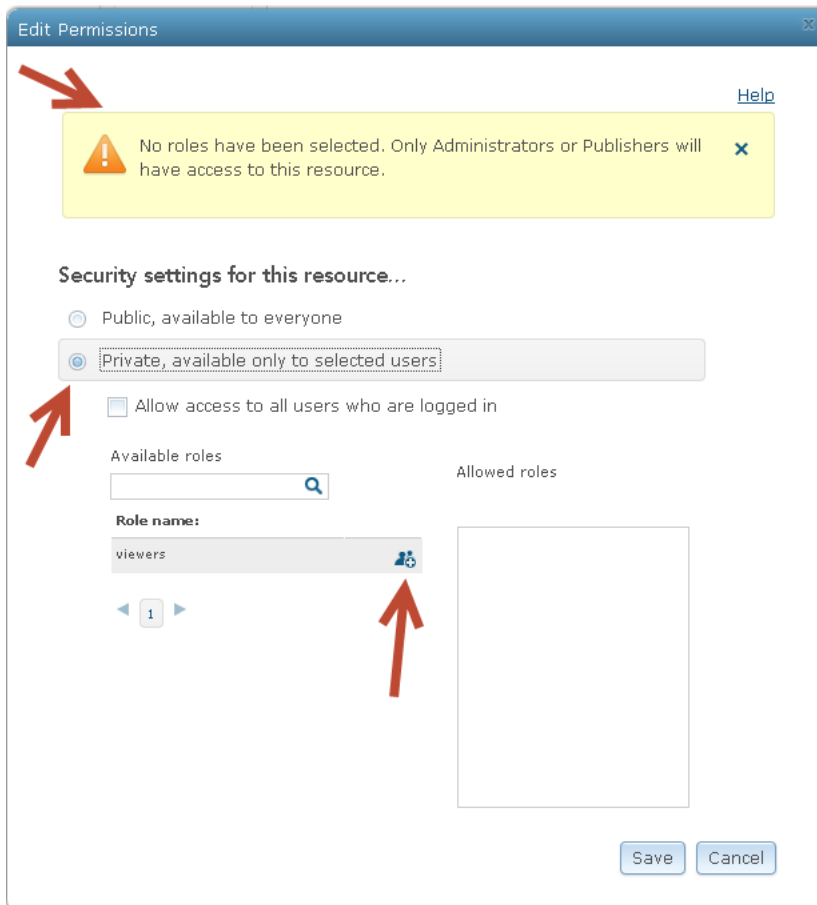 Edit Permissions
Help
No roles have been selected. Only Administrators or Publishers will
have access to this resource.
Security settings for this resource...
Public, available to everyone
Private, available only to selected users
Allow access to all users who are logged in
Available roles
Allowed roles
Role name:
viewers
1
Save
Cancel